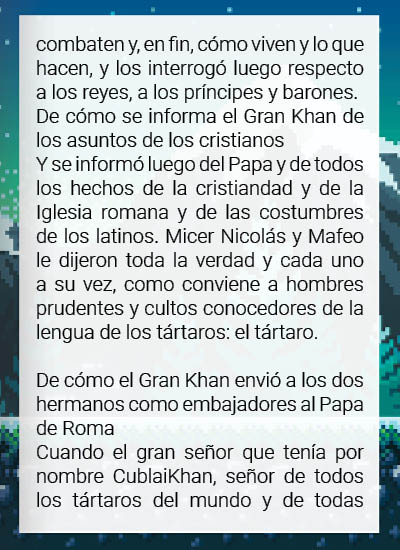 combaten y, en fin, cómo viven y lo que
hacen, y los interrogó luego respecto
a los reyes, a los príncipes y barones.
De cómo se informa el Gran Khan de
los asuntos de los cristianos
Y se informó luego del Papa y de todos
los hechos de la cristiandad y de la
Iglesia romana y de las costumbres
de los latinos. Micer Nicolás y Mafeo
le dijeron toda la verdad y cada uno
a su vez, como conviene a hombres
prudentes y cultos conocedores de la
lengua de los tártaros: el tártaro.
De cómo el Gran Khan envió a los dos
hermanos como embajadores al Papa
de Roma
Cuando el gran señor que tenía por
nombre CublaiKhan, señor de todos
los tártaros del mundo y de todas